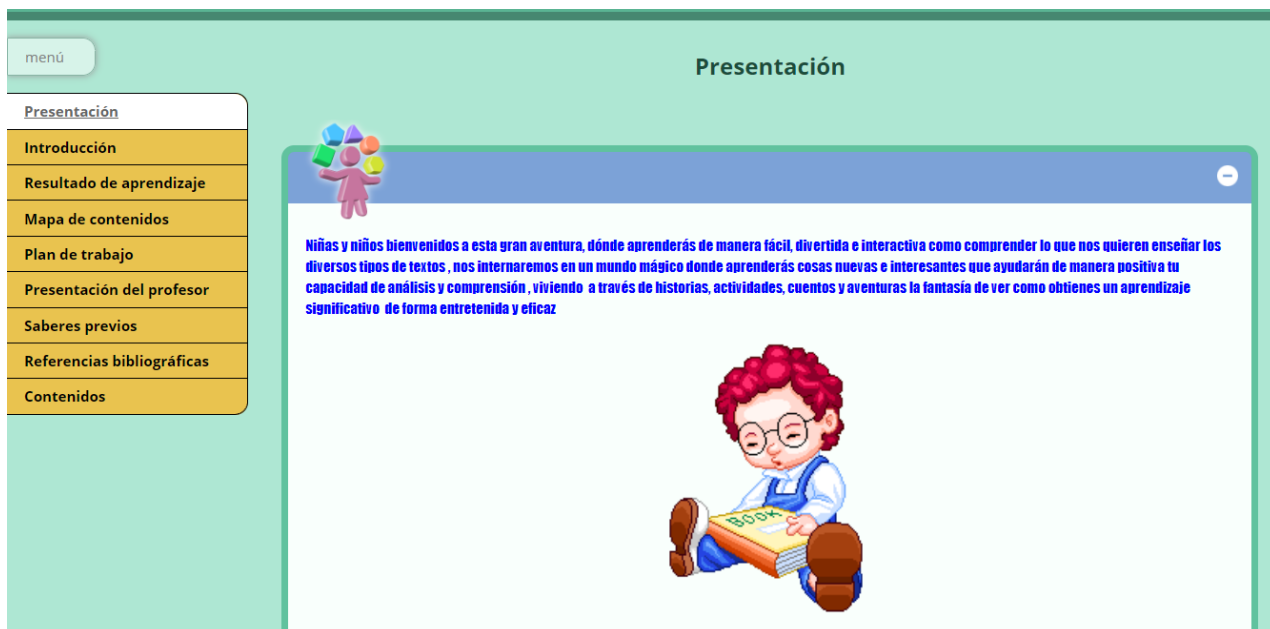 menú
Presentación
Presentación
Introducción
Resultado de aprendizaje
Mapa de contenidos
Plan de trabajo
Presentación del profesor
Saberes previos
Referencias bibliográficas
Contenidos
Niñas y niños bienvenidos a esta gran aventura, dónde aprenderás de manera fácil, divertida e interactiva como comprender lo que nos quieren enseñar los
diversos tipos de textos , nos internaremos en un mundo mágico donde aprenderás cosas nuevas e interesantes que ayudarán de manera positiva tu
capacidad de análisis y comprensión , viviendo a través de historias, actividades, cuentos y aventuras la fantasía de ver como obtienes un aprendizaje
significativo de forma entretenida y eficaz
BOOK